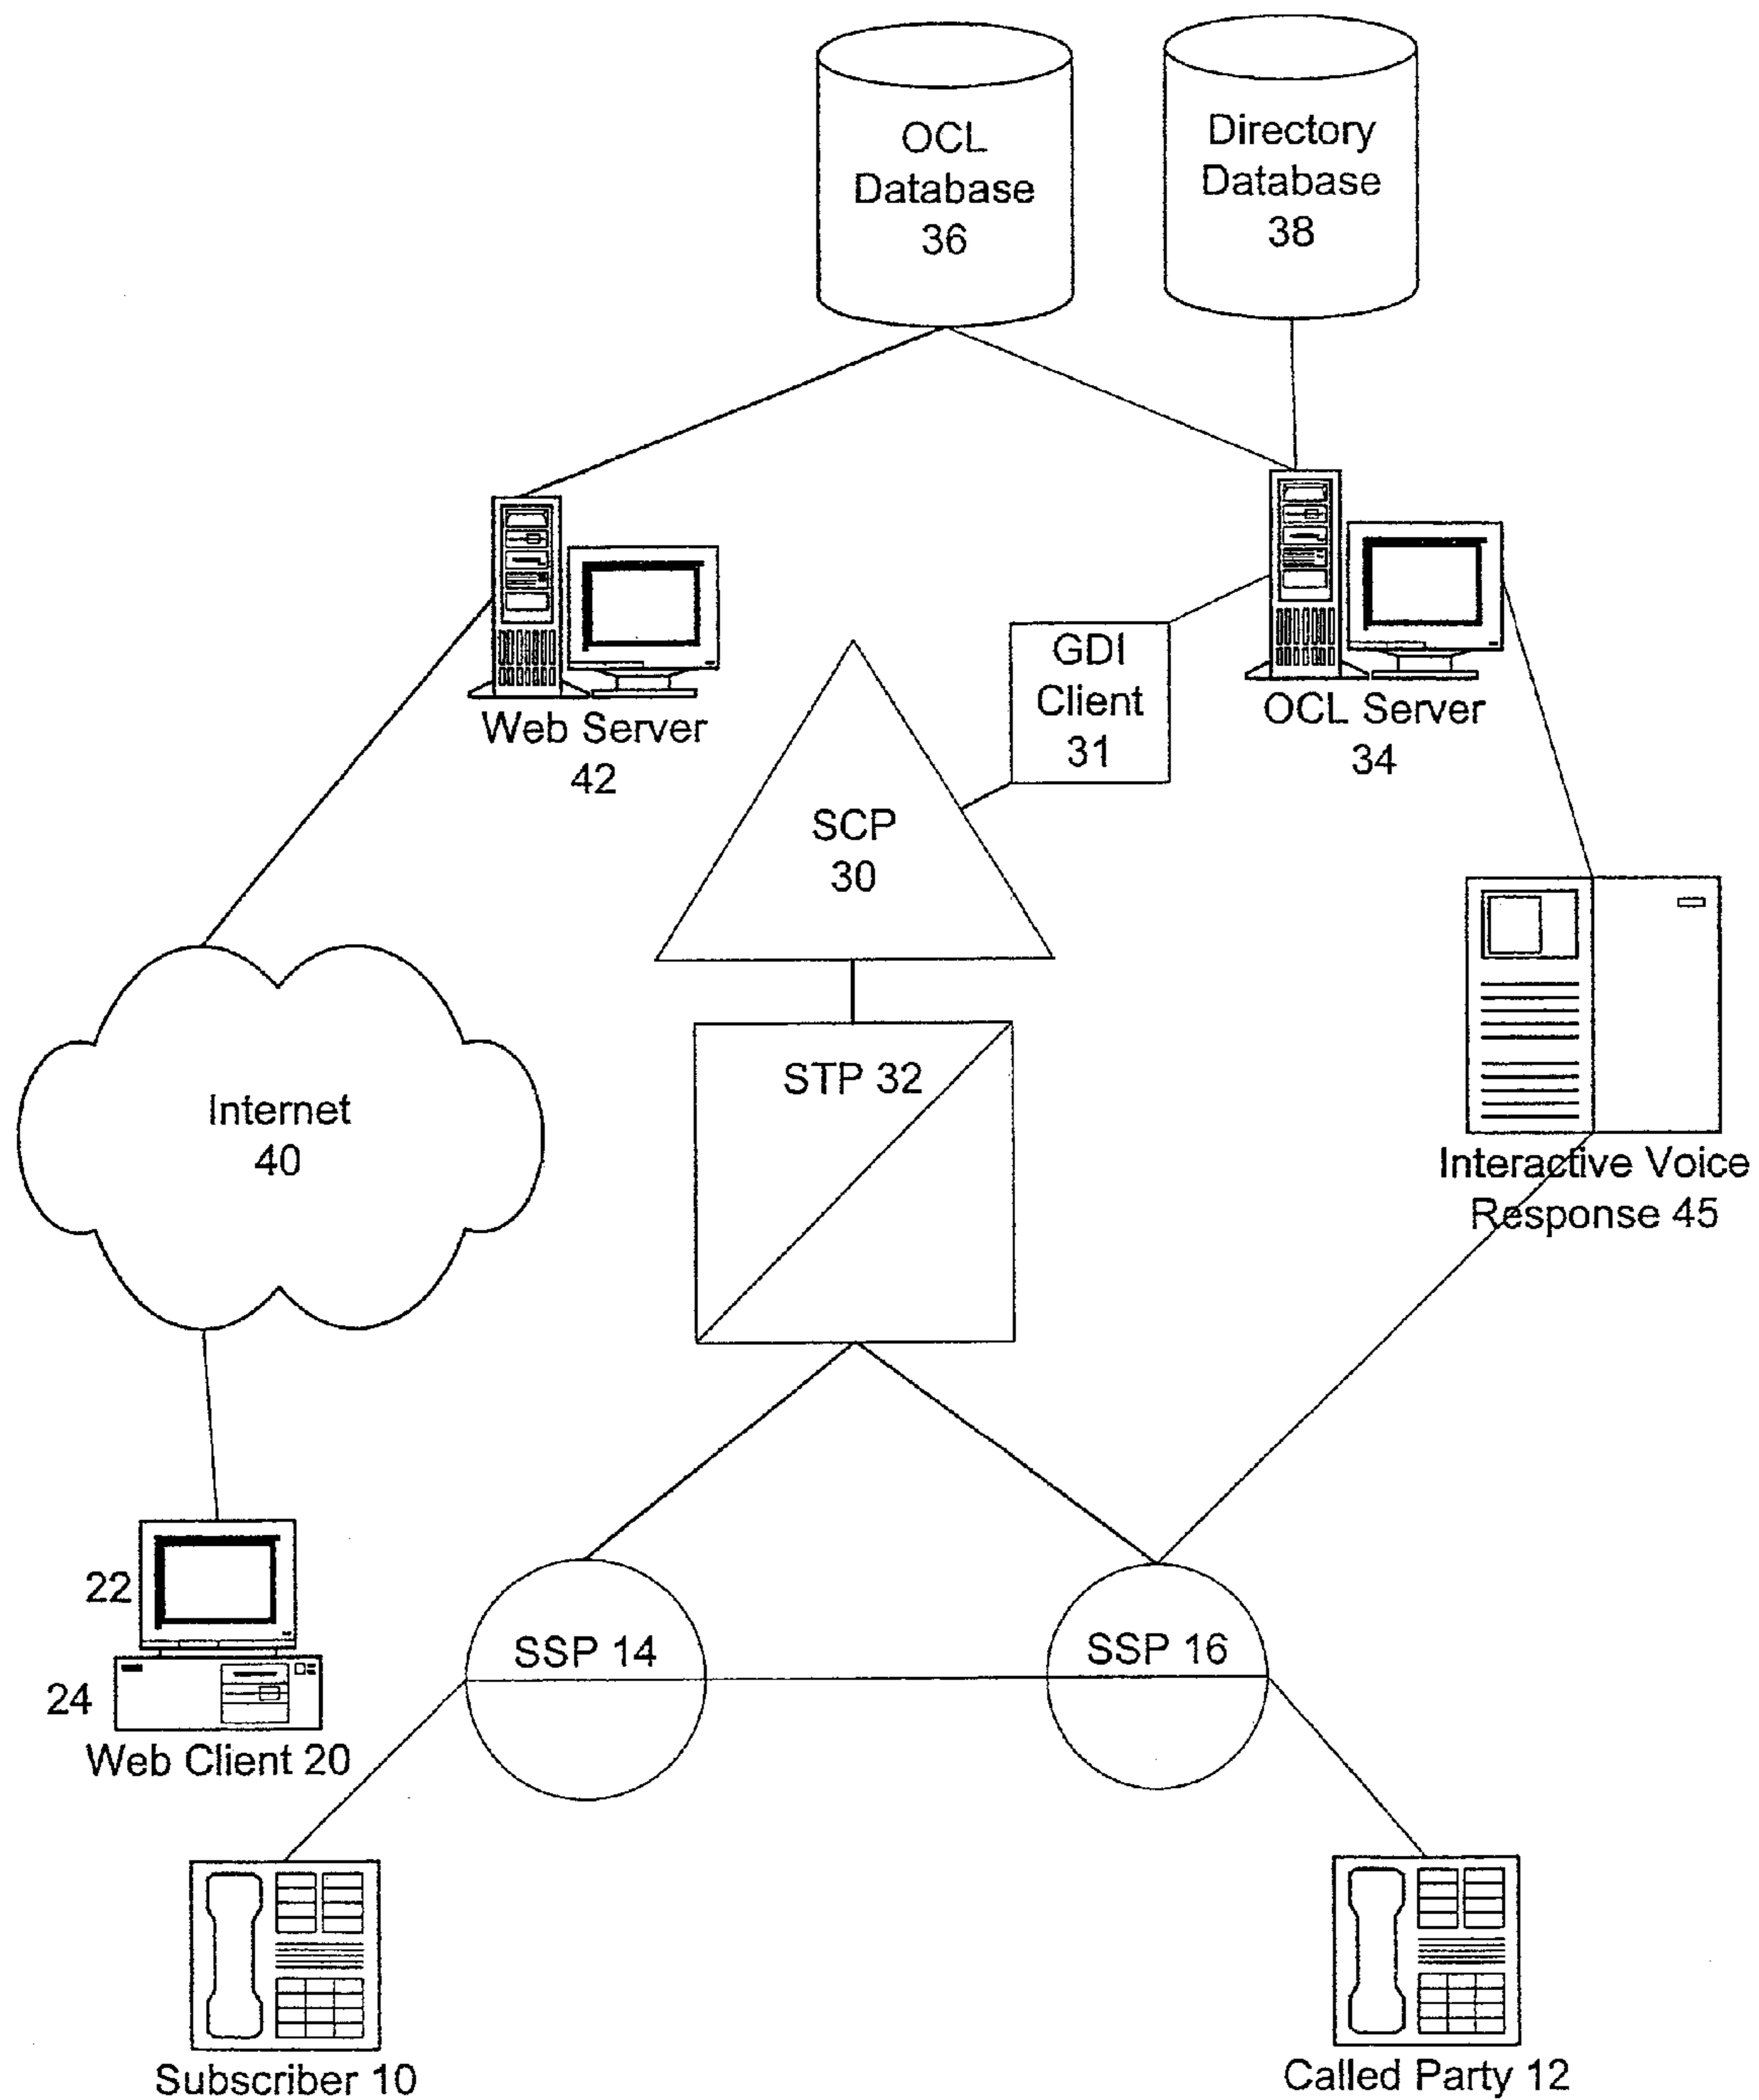 OCL
Database
36
Directory
Database
38
Web Server
42
GDI
Client
31
OCL Server
34
SCP
30
STP 32
Internet
40
Interactive Voice
Response 45
22
24
Web Client 20
SSP 14
SSP 16
Subscriber 10
Called Party 12